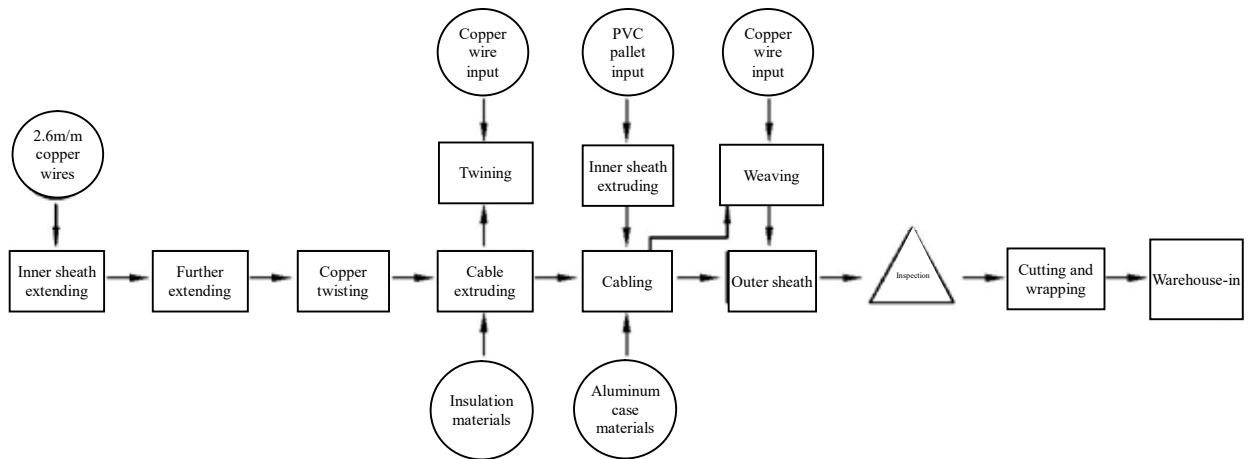 Copper
wire
input
PVC
pallet
input
Copper
wire
input
2.6m/m
copper
wires
Twining
Inner sheath
extruding
Weaving
Inner sheath
extending
Further
extending
Copper
twisting
Cable
extruding
Cabling
Outer sheath
Inspection
Cutting and
wrapping
Warehouse-in
Insulation
materials
Aluminum
case
materials